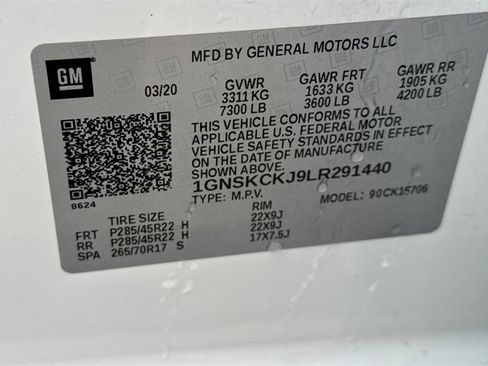 GM
MFD BY GENERAL MOTORS LLC
03/20
GVWR GAWR FRT GAWR RR
3311 KG 1633 KG 1905 KG
7300 LB 3600 LB 4200 LB
THIS VEHICLE CONFORMS TO ALL
APPLICABLE U.S. FEDERAL MOTOR
VEHICLE SAFETY STANDARDS IN EFFECT
ON THE DATE OF MANUFACTURE SHOWN ABOVE.
1GNSKCKJ9LR291440
8624
TYPE: M.P.V. MODEL: 90CK15706
TIRE SIZE RIM
FRT P285/45R22 H 22X9J
RR P285/45R22 H 22X9J
SPA 265/70R17 S 17X7.5J